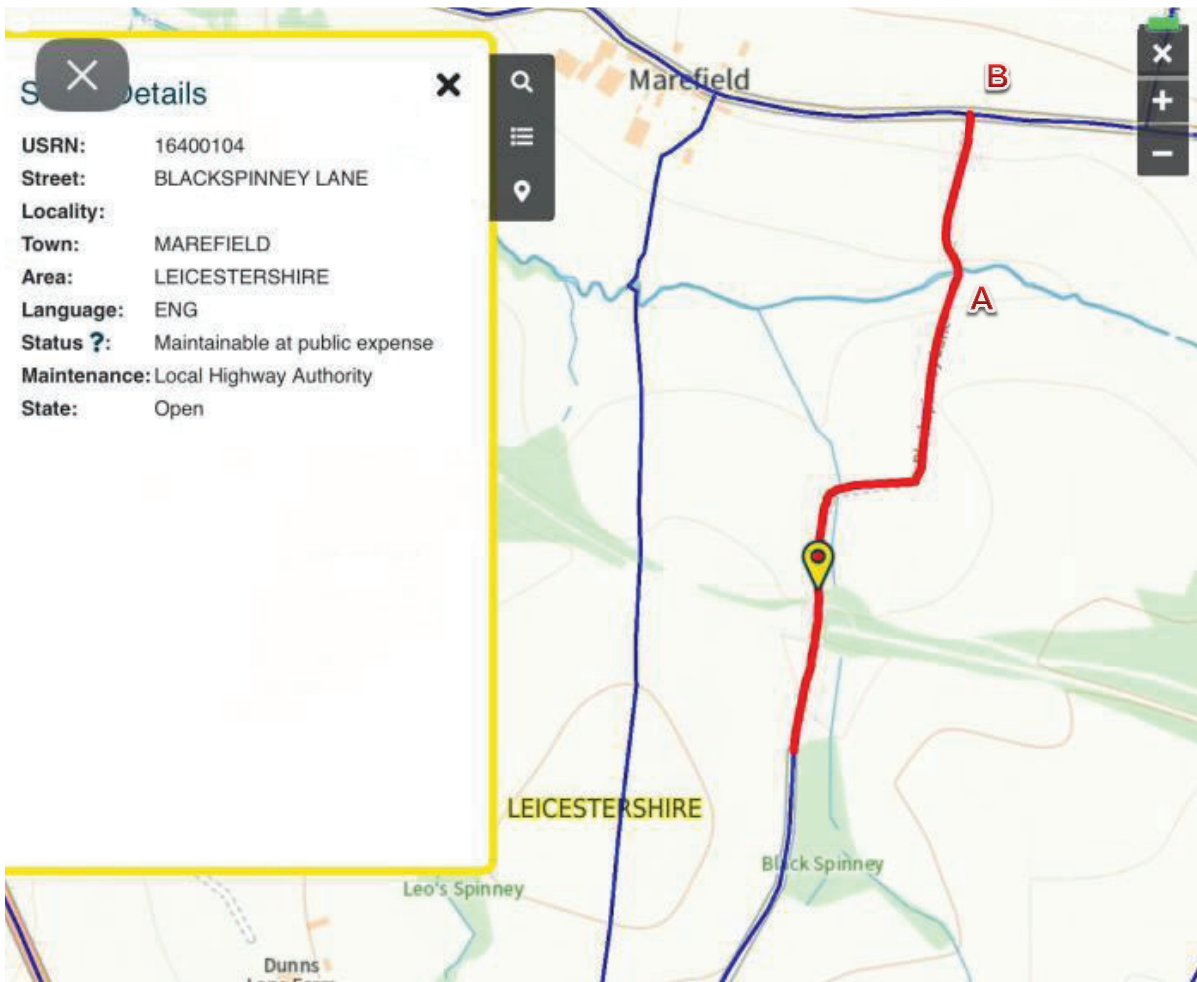 S Details
USRN: 16400104
Street: BLACKSPINNEY LANE
Locality:
Town: MAREFIELD
Area: LEICESTERSHIRE
Language: ENG
Status ?: Maintainable at public expense
Maintenance: Local Highway Authority
State: Open
Marefield
B
A
LEICESTERSHIRE
Black Spinney
Leo's Spinney
Dunns